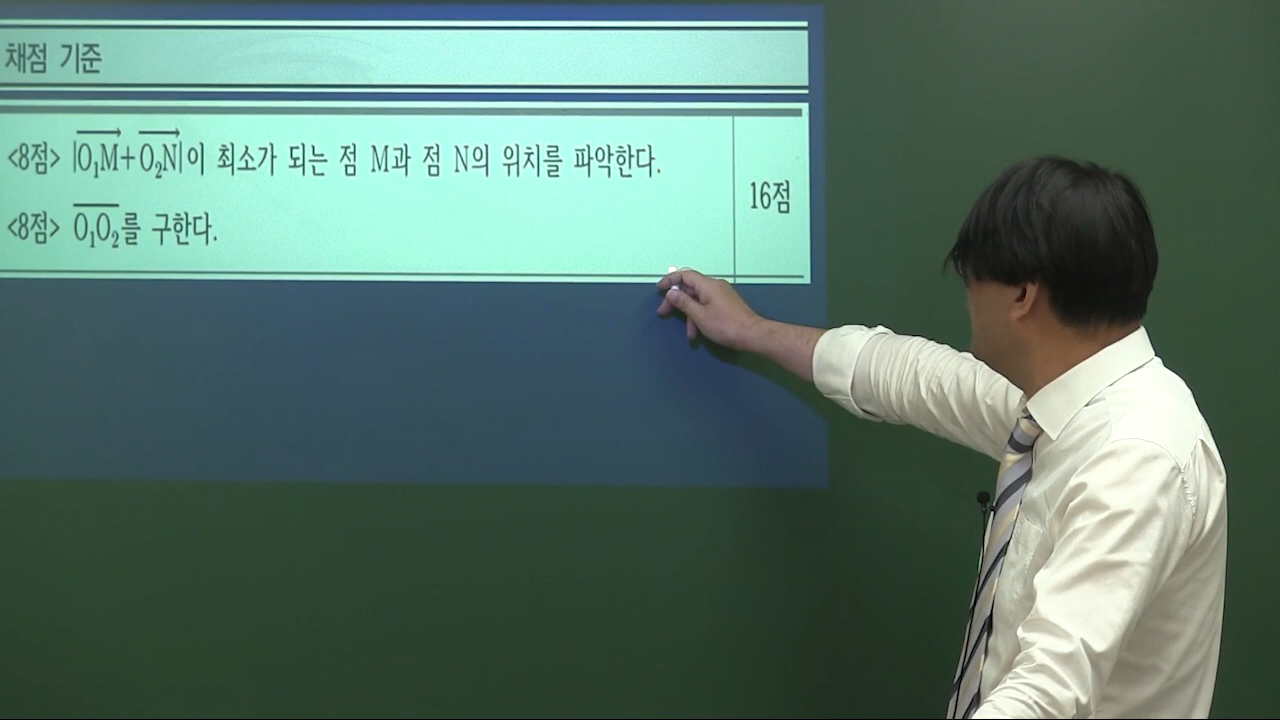 채점 기준
<8점> |O₁M+O₂N|이 최소가 되는 점 M과 점 N의 위치를 파악한다.
<8점> O₁O₂를 구한다.
16점